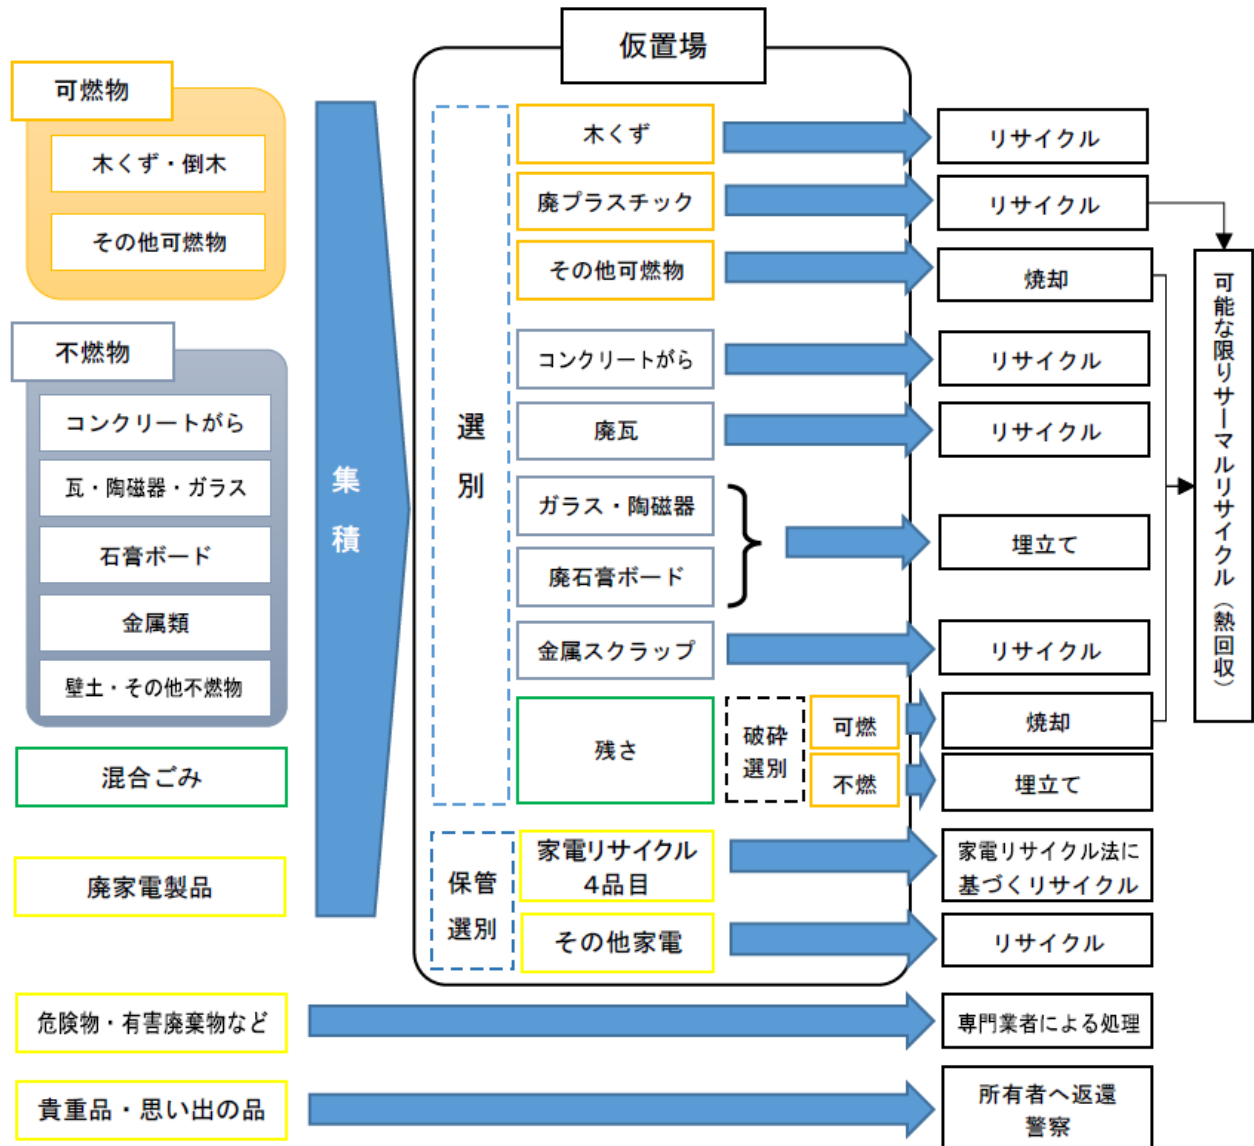 仮置場
可燃物
木くず・倒木
その他可燃物
不燃物
コンクリートがら
瓦・陶磁器・ガラス
石膏ボード
金属類
壁土・その他不燃物
混合ごみ
廃家電製品
危険物・有害廃棄物など
貴重品・思い出の品
集積
選別
木くず
廃プラスチック
その他可燃物
コンクリートがら
廃瓦
ガラス・陶磁器
廃石膏ボード
金属スクラップ
残さ
破砕
選別
可燃
不燃
保管
選別
家電リサイクル
4品目
その他家電
リサイクル
リサイクル
焼却
リサイクル
リサイクル
埋立て
リサイクル
焼却
埋立て
家電リサイクル法に
基づくリサイクル
リサイクル
専門業者による処理
所有者へ返還
警察
可能な限りサーマルリサイクル（熱回収）